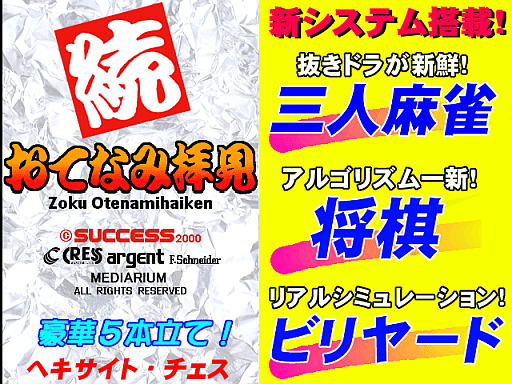 続
おてなみ拝見
Zoku Otenamihaiken
© SUCCESS 2000
CRES argent F.Schneider
MEDIARIUM
ALL RIGHTS RESERVED
豪華5本立て!
ヘキサイト・チェス
新システム搭載!
抜きドラが新鮮!
三人麻雀
アルゴリズム一新!
将棋
リアルシミュレーション!
ビリヤード